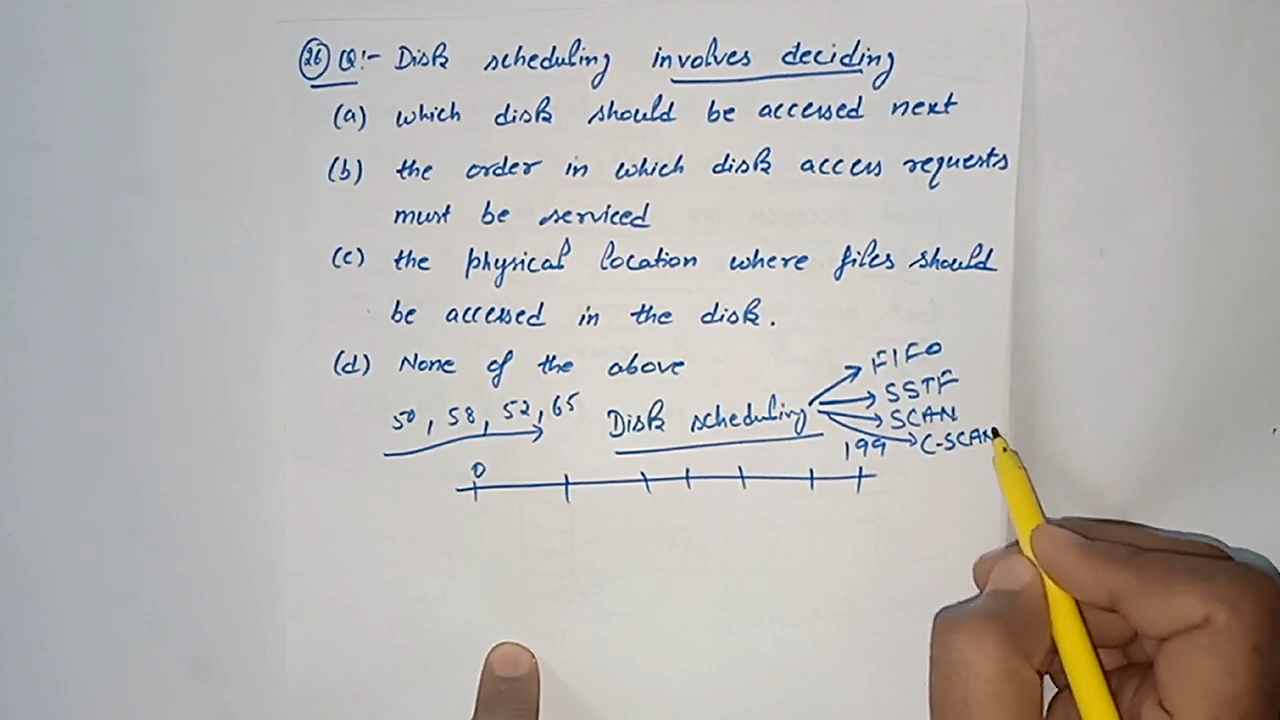 26 Q:- Disk scheduling involves deciding
(a) which disk should be accessed next
(b) the order in which disk access requests
must be serviced
(c) the physical location where files should
be accessed in the disk.
(d) None of the above
50, 58, 52, 65 Disk scheduling
FIFO
SSTF
SCAN
C-SCAN
0 199